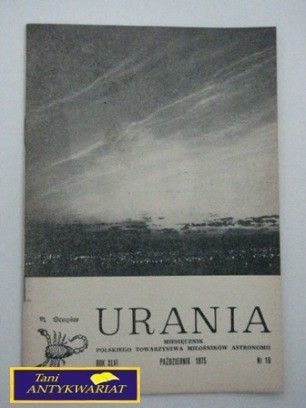 URANIA
MIESIĘCZNIK
POLSKIEGO TOWARZYSTWA MIŁOŚNIKÓW ASTRONOMII
ROK XLVI PAŹDZIERNIK 1975 Nr 10
Tani
ANTYKWARIAT